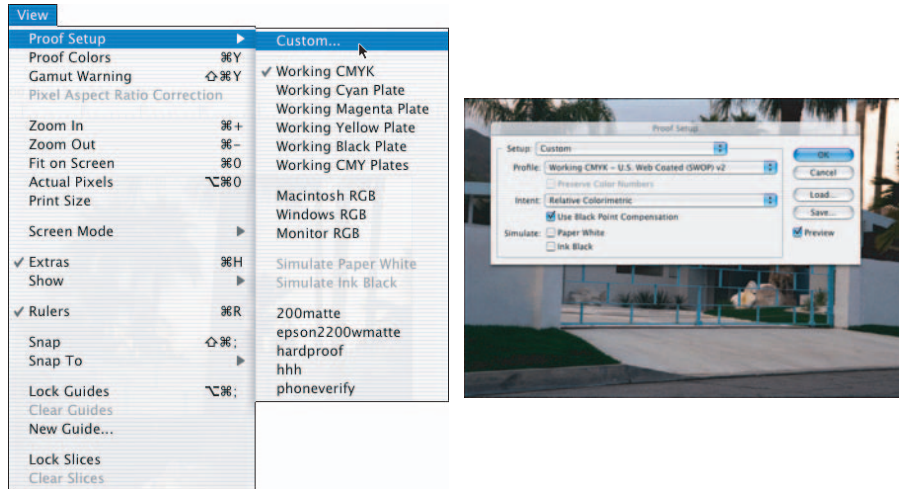 View
Proof Setup
Proof Colors ⌘Y
Gamut Warning ⇧⌘Y
Pixel Aspect Ratio Correction
Zoom In ⌘+
Zoom Out ⌘–
Fit on Screen ⌘0
Actual Pixels ⌥⌘0
Print Size
Screen Mode
✓ Extras ⌘H
Show
✓ Rulers ⌘R
Snap ⇧⌘;
Snap To
Lock Guides ⌥⌘;
Clear Guides
New Guide...
Lock Slices
Clear Slices
Custom...
✓ Working CMYK
Working Cyan Plate
Working Magenta Plate
Working Yellow Plate
Working Black Plate
Working CMY Plates
Macintosh RGB
Windows RGB
Monitor RGB
Simulate Paper White
Simulate Ink Black
200matte
epson2200wmatte
hardproof
hhh
phoneverify
Proof Setup
Setup: Custom
Profile: Working CMYK – U.S. Web Coated (SWOP) v2
Preserve Color Numbers
Intent: Relative Colorimetric
Use Black Point Compensation
Simulate: Paper White
Ink Black
OK
Cancel
Load...
Save...
Preview